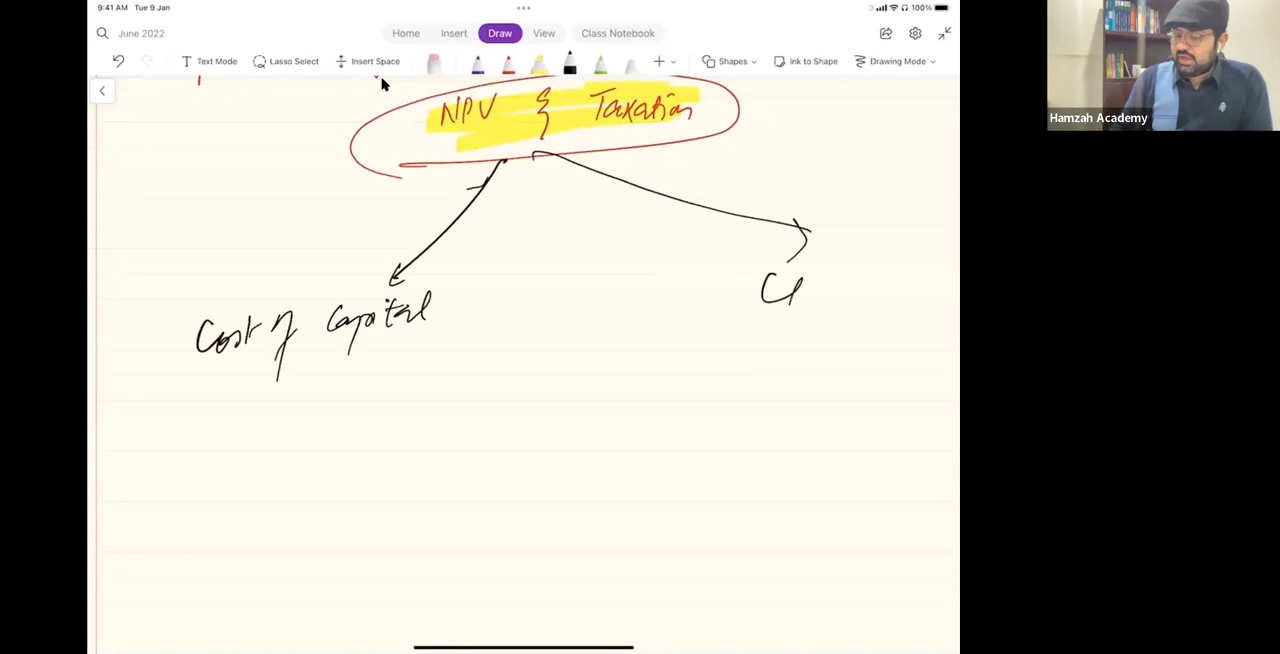 9:41 AM Tue 9 Jan
100%
June 2022
Home Insert Draw View Class Notebook
Text Mode Lasso Select Insert Space Shapes Ink to Shape Drawing Mode
NPV & Taxation
Cost of Capital
Hamzah Academy